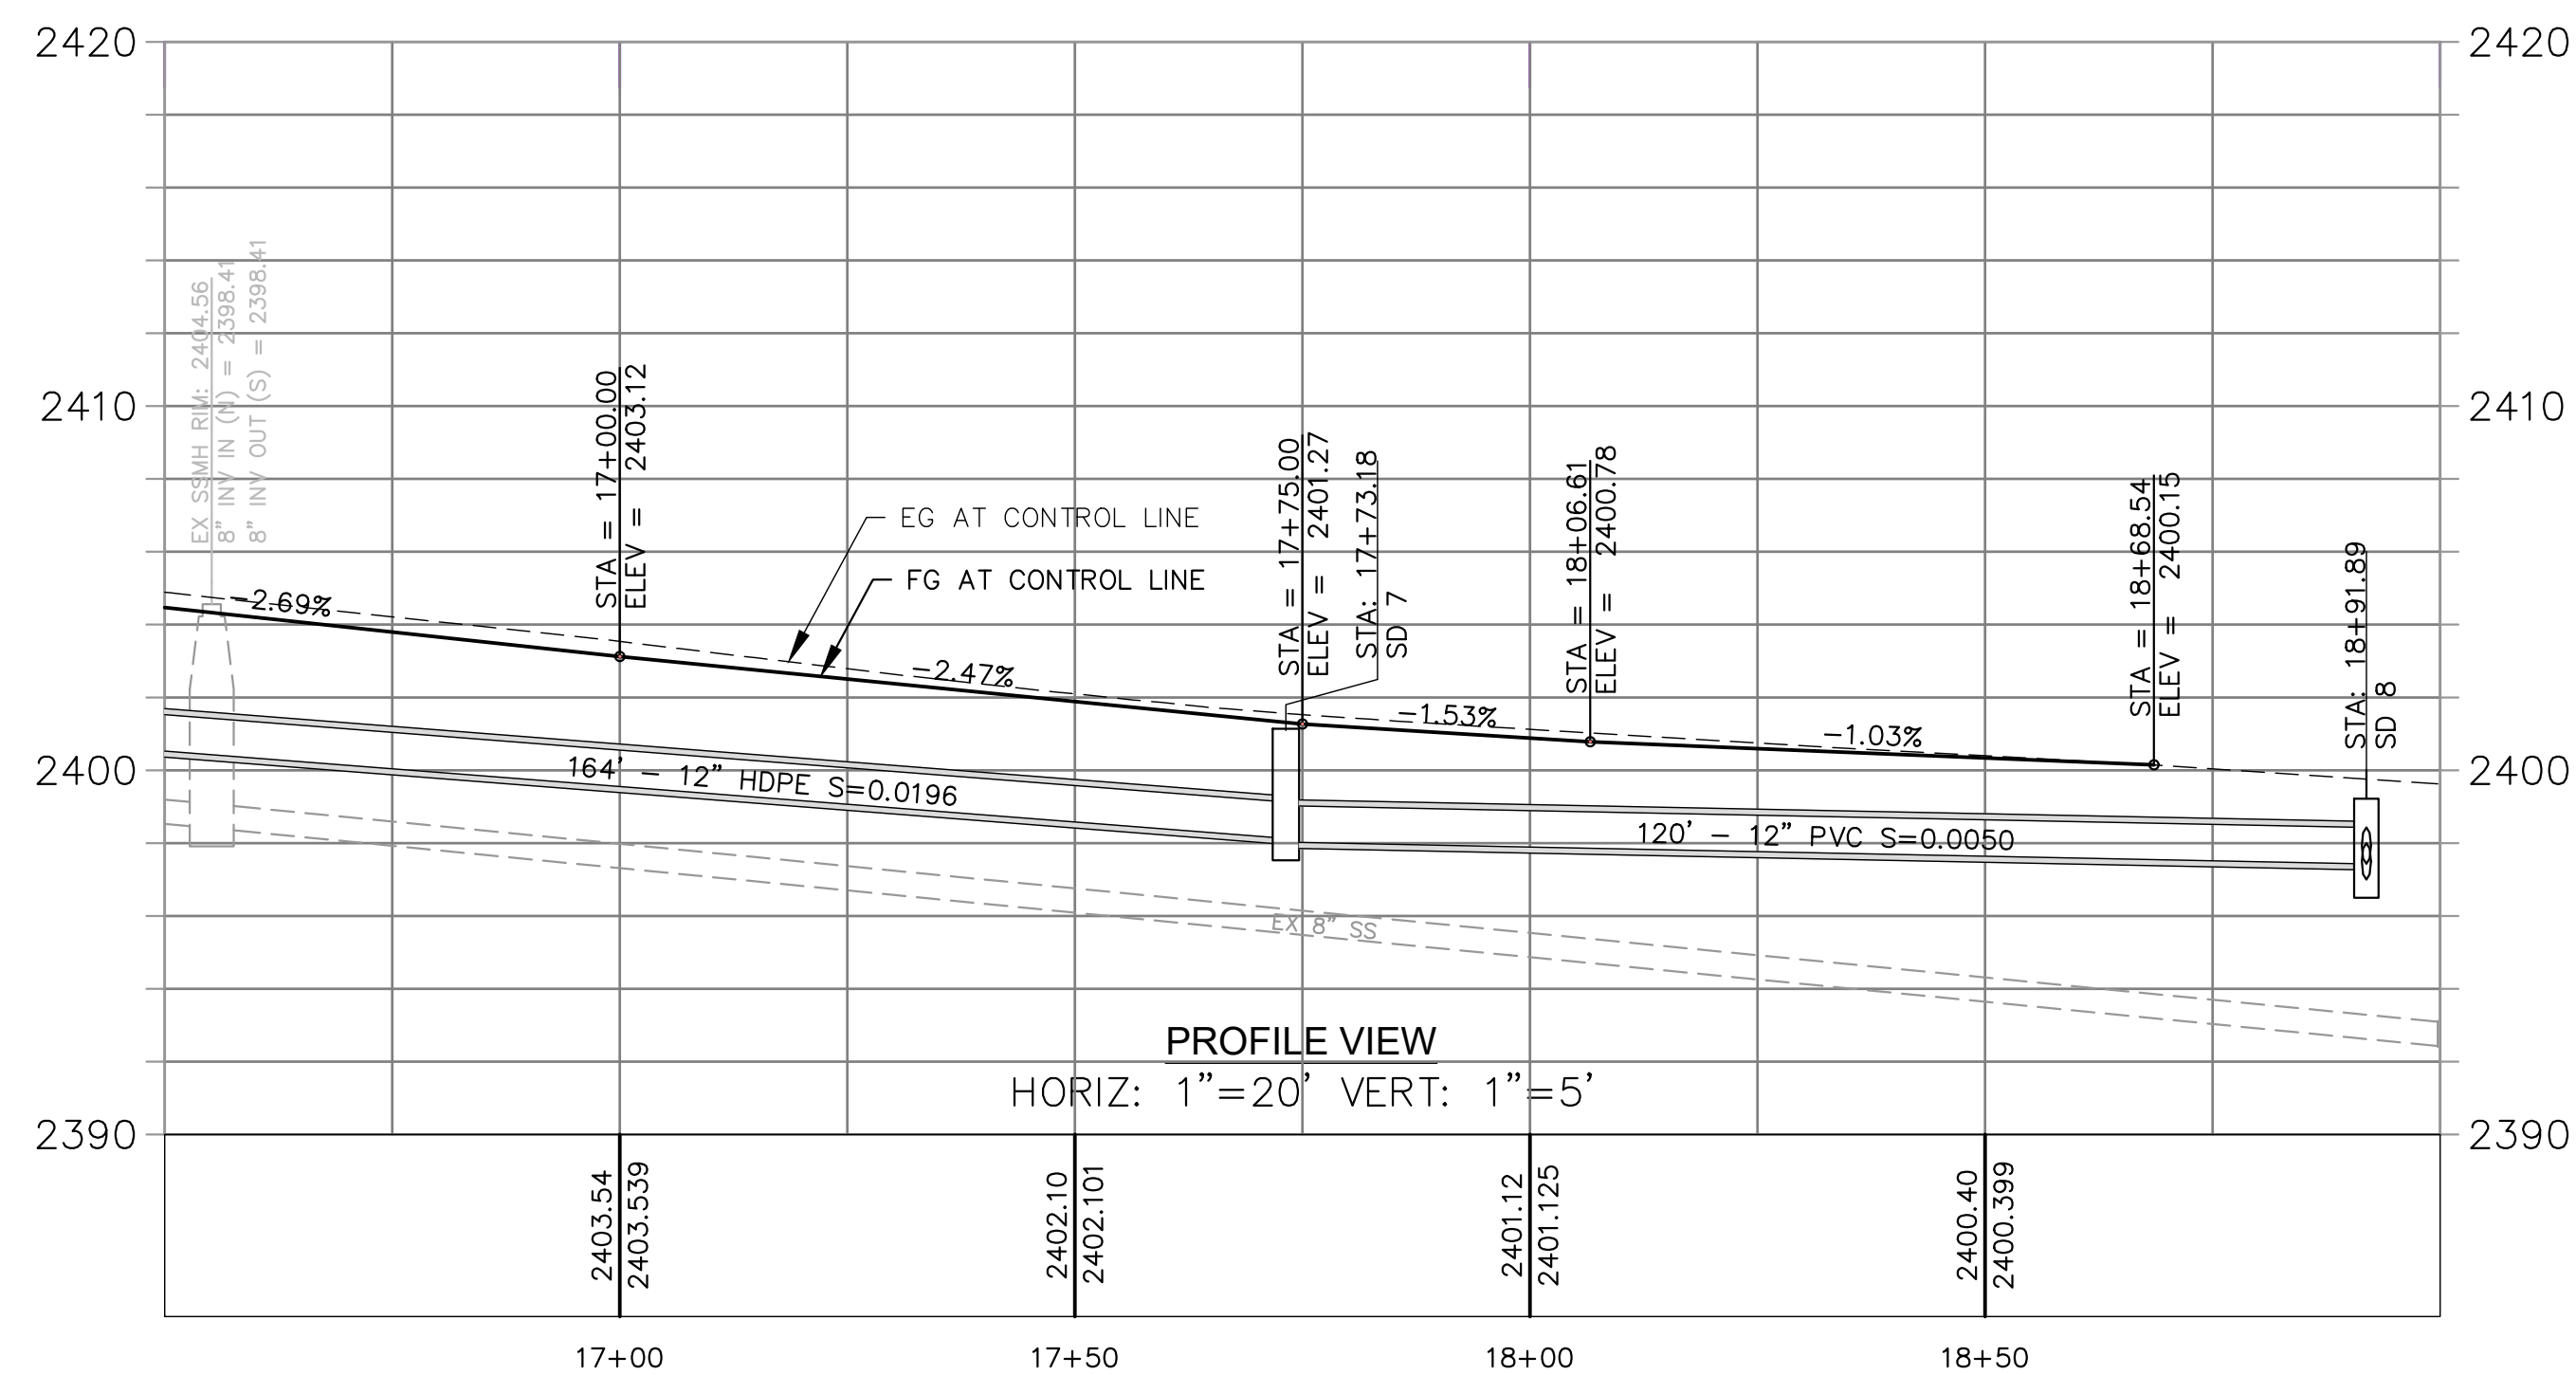 2420
2420
EX SSMH RIM: 2404.56
8" INV IN (N) = 2398.41
8" INV OUT (S) = 2398.41
2410
2410
STA = 17+00.00
ELEV = 2403.12
EG AT CONTROL LINE
FG AT CONTROL LINE
STA = 17+75.00
ELEV = 2401.27
STA: 17+73.18
SD 7
STA = 18+06.61
ELEV = 2400.78
STA = 18+68.54
ELEV = 2400.15
STA: 18+91.89
SD 8
-2.69%
-2.47%
-1.53%
-1.03%
2400
2400
164' - 12" HDPE S=0.0196
120' - 12" PVC S=0.0050
EX 8" SS
PROFILE VIEW
HORIZ: 1"=20' VERT: 1"=5'
2390
2390
2403.54
2403.539
2402.10
2402.101
2401.12
2401.125
2400.40
2400.399
17+00
17+50
18+00
18+50